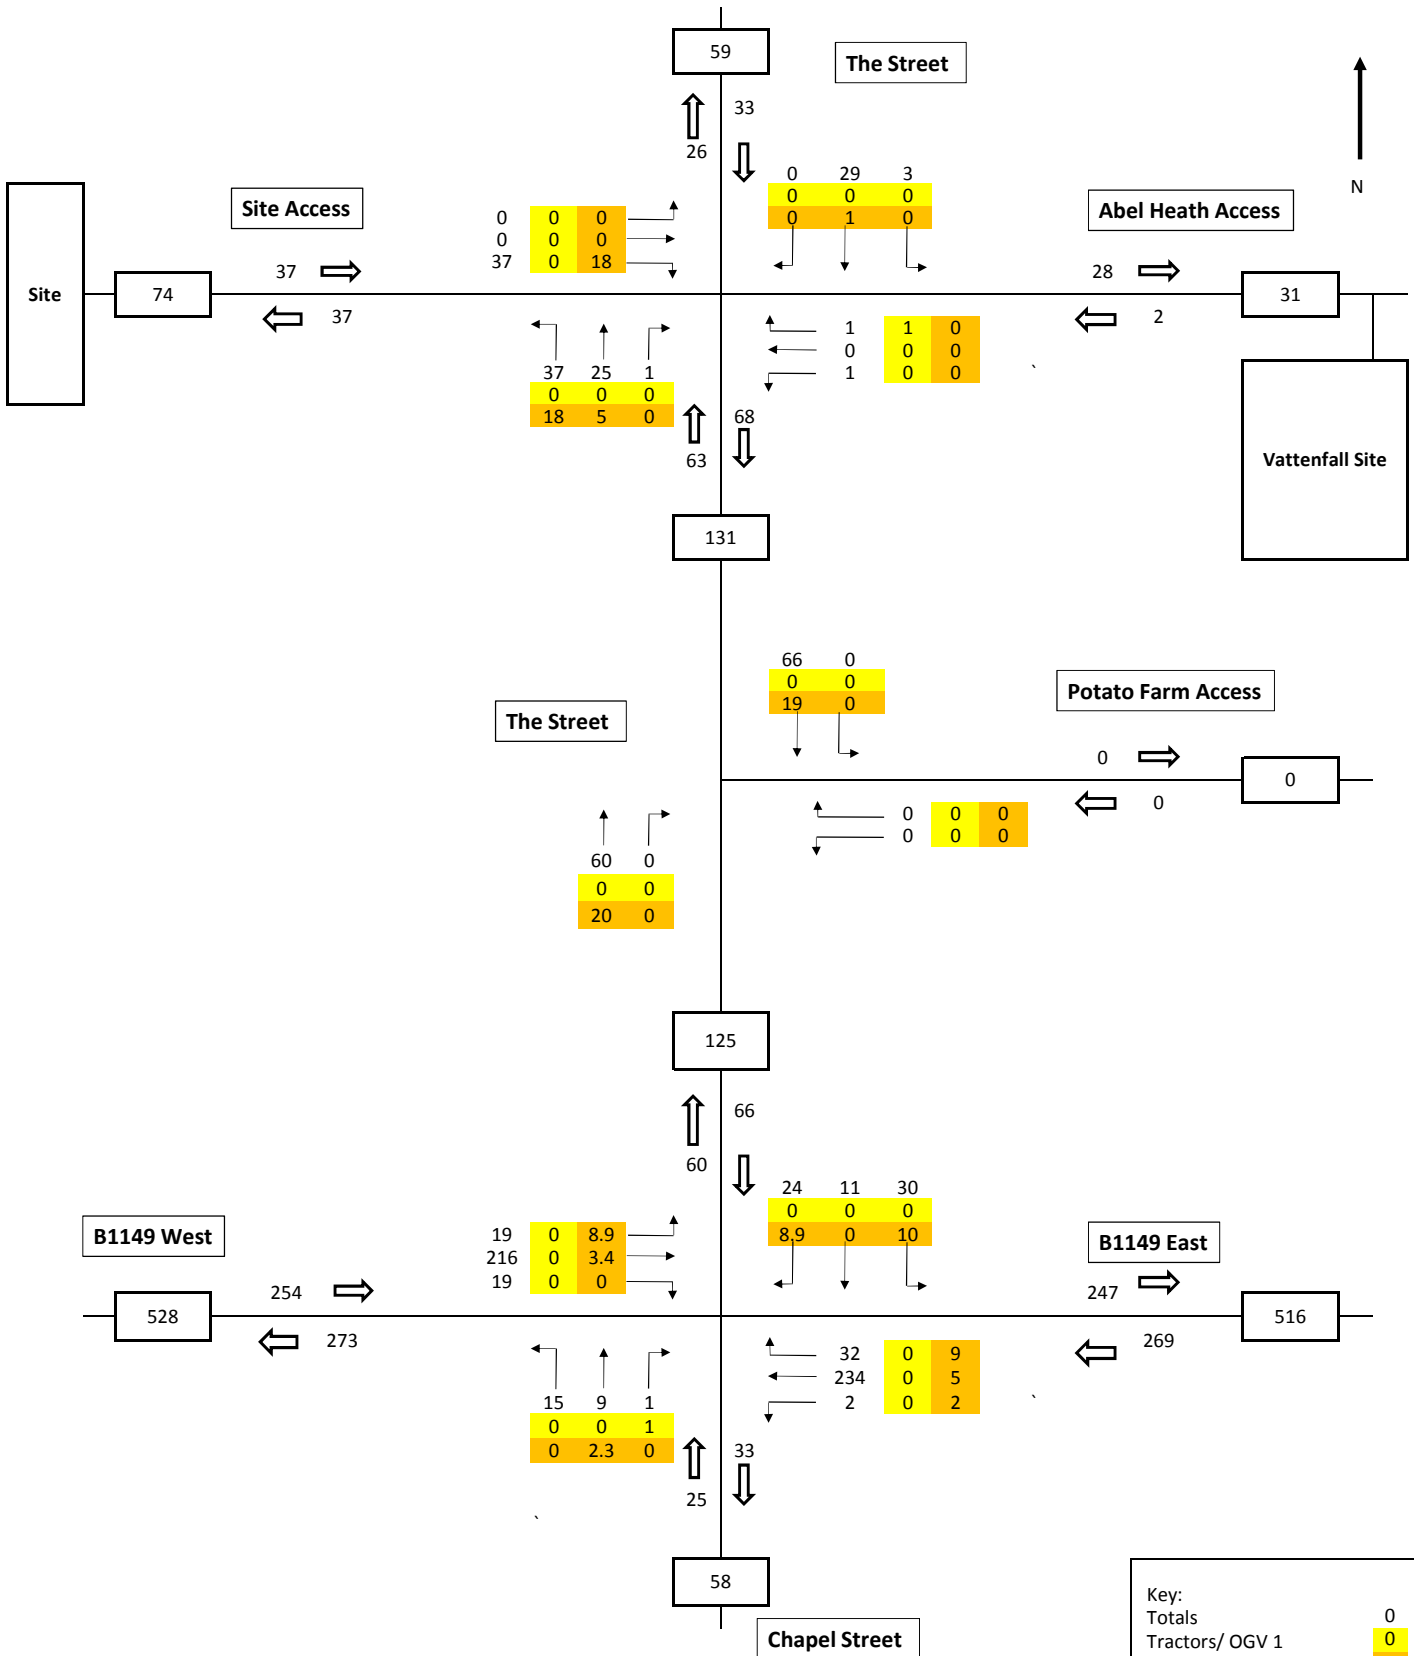 59
The Street
33
26
N
0 29 3
0 0 0
0 1 0
Site Access
Abel Heath Access
0 0 0
0 0 0
37 0 18
Site
74
37
37
28
2
31
37 25 1
0 0 0
18 5 0
1 1 0
0 0 0
1 0 0
`
68
63
Vattenfall Site
131
66 0
0 0
19 0
The Street
Potato Farm Access
0
0
0
0 0 0
0 0 0
60 0
0 0
20 0
125
66
60
24 11 30
0 0 0
8.9 0 10
B1149 West
B1149 East
19 0 8.9
216 0 3.4
19 0 0
528
254
273
247
269
516
15 9 1
0 0 1
0 2.3 0
32 0 9
234 0 5
2 0 2
`
33
25
`
58
Chapel Street
Key:
Totals 0
Tractors/ OGV 1 0